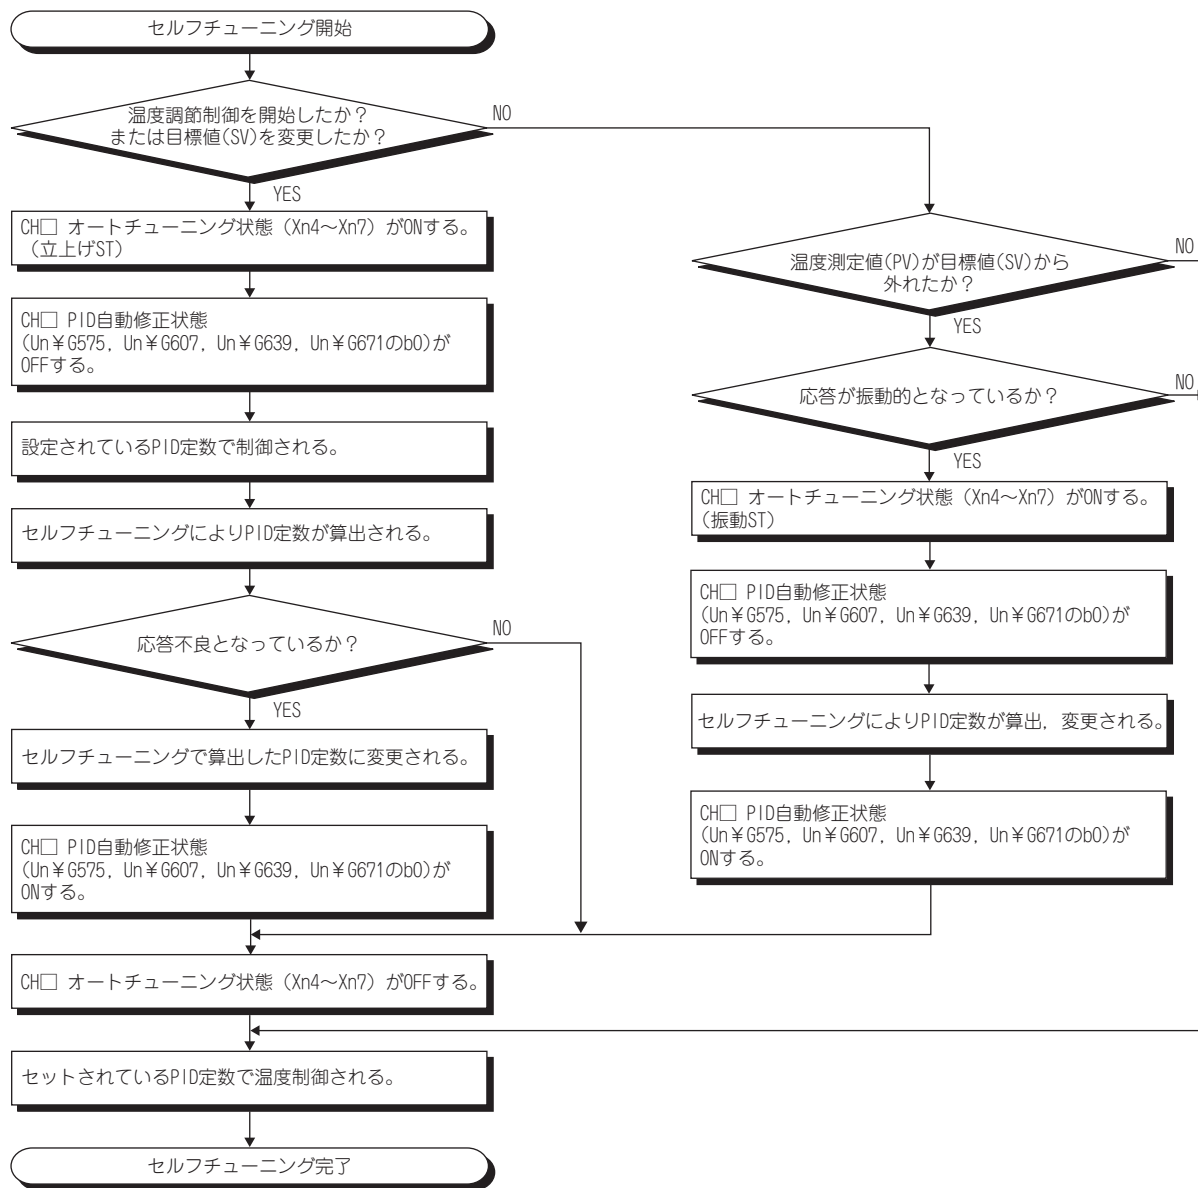 セルフチューニング開始
温度調節制御を開始したか？
または目標値(SV)を変更したか？
NO
YES
CH□ オートチューニング状態（Xn4～Xn7）がONする。
（立上げST）
CH□ PID自動修正状態
(Un￥G575，Un￥G607，Un￥G639，Un￥G671のb0)が
OFFする。
設定されているPID定数で制御される。
セルフチューニングによりPID定数が算出される。
応答不良となっているか？
NO
YES
セルフチューニングで算出したPID定数に変更される。
CH□ PID自動修正状態
(Un￥G575，Un￥G607，Un￥G639，Un￥G671のb0)が
ONする。
CH□ オートチューニング状態（Xn4～Xn7）がOFFする。
セットされているPID定数で温度制御される。
セルフチューニング完了
温度測定値(PV)が目標値(SV)から
外れたか？
NO
YES
応答が振動的となっているか？
NO
YES
CH□ オートチューニング状態（Xn4～Xn7）がONする。
（振動ST）
CH□ PID自動修正状態
(Un￥G575，Un￥G607，Un￥G639，Un￥G671のb0)が
OFFする。
セルフチューニングによりPID定数が算出，変更される。
CH□ PID自動修正状態
(Un￥G575，Un￥G607，Un￥G639，Un￥G671のb0)が
ONする。